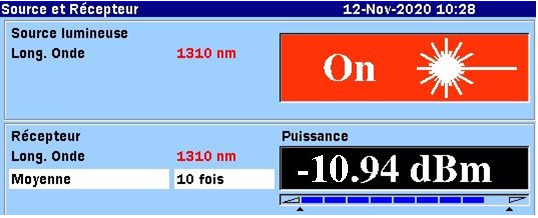 Source et Récepteur 12-Nov-2020 10:28
Source lumineuse
Long. Onde 1310 nm
On
Récepteur Puissance
Long. Onde 1310 nm
-10.94 dBm
Moyenne 10 fois